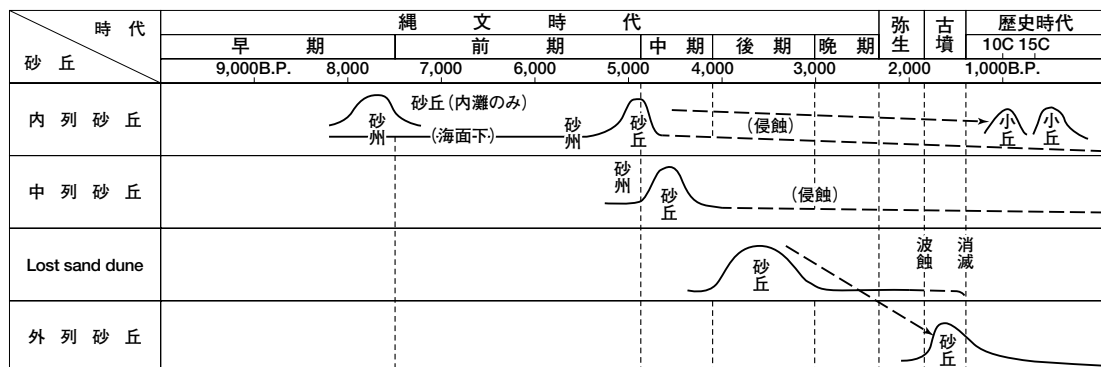 時 代
砂 丘
縄 文 時 代
弥生
古墳
歴史時代
早 期
前 期
中 期
後 期
晩 期
10C 15C
9,000B.P.
8,000
7,000
6,000
5,000
4,000
3,000
2,000
1,000B.P.
内 列 砂 丘
砂州
砂丘（内灘のみ）
（海面下）
砂州
砂丘
（侵蝕）
小丘
小丘
中 列 砂 丘
砂州
砂丘
（侵蝕）
Lost sand dune
砂丘
波蝕
消滅
外 列 砂 丘
砂丘